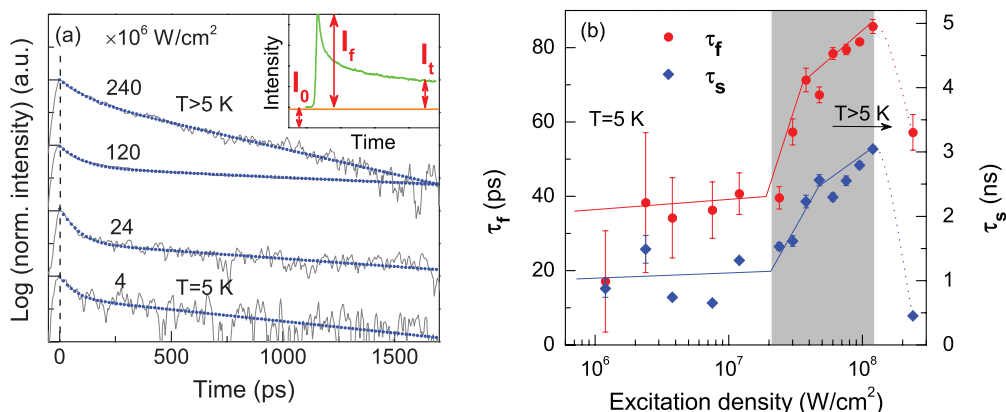 (a)
×10⁶ W/cm²
240
T>5 K
120
24
4
T=5 K
Log (norm. intensity) (a.u.)
0
500
1000
1500
Time (ps)
Intensity
I₀
I_f
I_t
Time
(b)
τ_f
τ_s
T=5 K
T>5 K
80
60
40
20
0
τ_f (ps)
5
4
3
2
1
0
τ_s (ns)
10⁶
10⁷
10⁸
Excitation density (W/cm²)